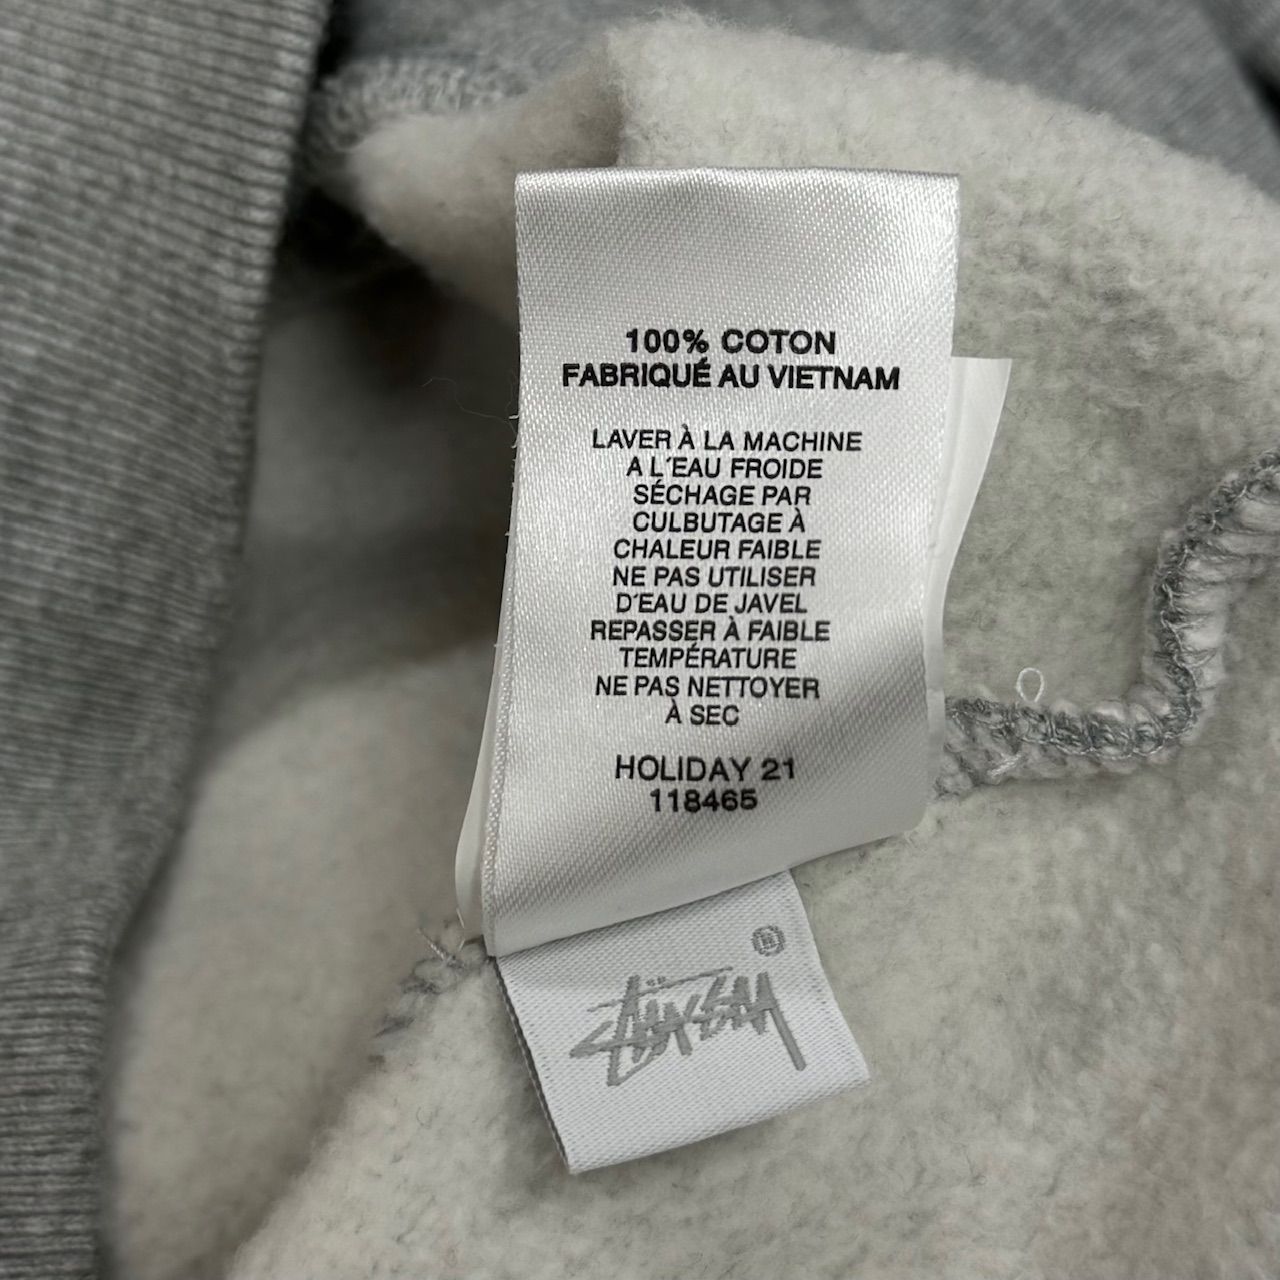 100% COTON
FABRIQUÉ AU VIETNAM
LAVER À LA MACHINE
A L'EAU FROIDE
SÉCHAGE PAR
CULBUTAGE À
CHALEUR FAIBLE
NE PAS UTILISER
D'EAU DE JAVEL
REPASSER À FAIBLE
TEMPÉRATURE
NE PAS NETTOYER
À SEC
HOLIDAY 21
118465
STÜSSY ®